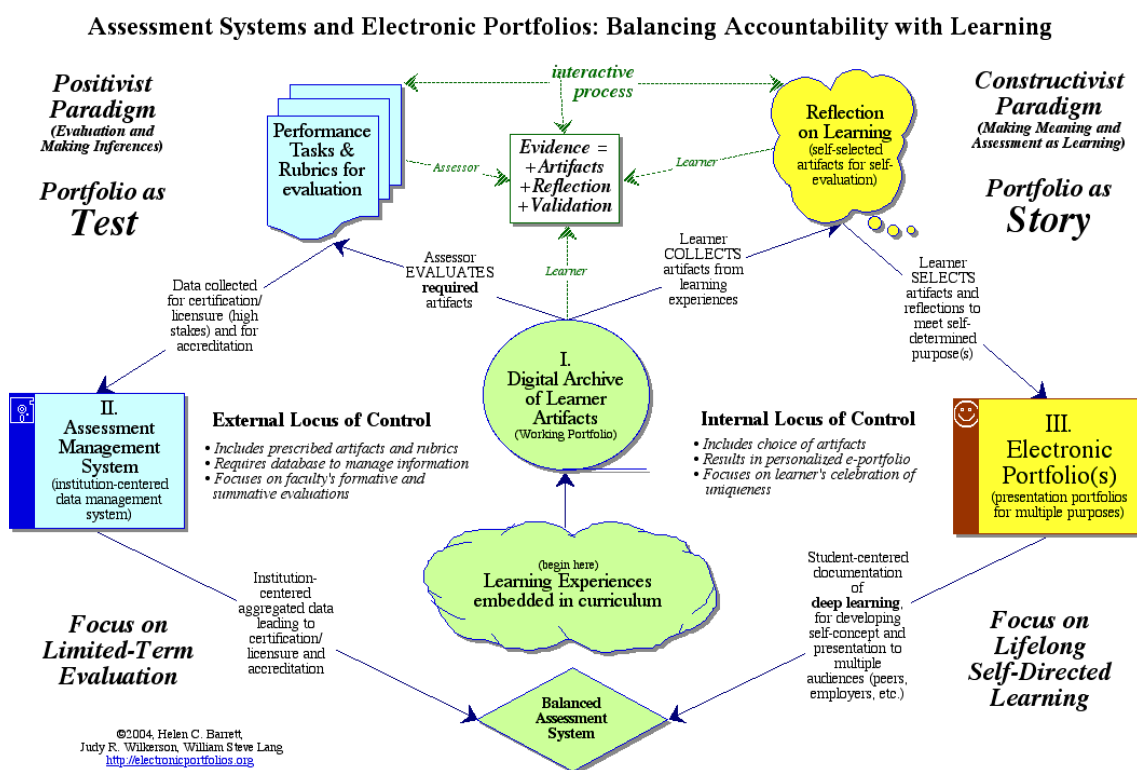 Assessment Systems and Electronic Portfolios: Balancing Accountability with Learning
Positivist
Paradigm
(Evaluation and
Making Inferences)
Portfolio as
Test
Performance
Tasks &
Rubrics for
evaluation
interactive
process
Evidence =
+Artifacts
+Reflection
+Validation
Assessor
Learner
Learner
Reflection
on Learning
(self-selected
artifacts for self-
evaluation)
Constructivist
Paradigm
(Making Meaning and
Assessment as Learning)
Portfolio as
Story
Data collected
for certification/
licensure (high
stakes) and for
accreditation
Assessor
EVALUATES
required
artifacts
Learner
COLLECTS
artifacts from
learning
experiences
Learner
SELECTS
artifacts and
reflections to
meet self-
determined
purpose(s)
II.
Assessment
Management
System
(institution-centered
data management
system)
External Locus of Control
• Includes prescribed artifacts and rubrics
• Requires database to manage information
• Focuses on faculty's formative and
summative evaluations
I.
Digital Archive
of Learner
Artifacts
(Working Portfolio)
Internal Locus of Control
• Includes choice of artifacts
• Results in personalized e-portfolio
• Focuses on learner's celebration of
uniqueness
III.
Electronic
Portfolio(s)
(presentation portfolios
for multiple purposes)
(begin here)
Learning Experiences
embedded in curriculum
Institution-
centered
aggregated data
leading to
certification/
licensure and
accreditation
Student-centered
documentation
of
deep learning,
for developing
self-concept and
presentation to
multiple
audiences (peers,
employers, etc.)
Focus on
Limited-Term
Evaluation
Focus on
Lifelong
Self-Directed
Learning
Balanced
Assessment
System
©2004, Helen C. Barrett,
Judy R. Wilkerson, William Steve Lang
http://electronicportfolios.org